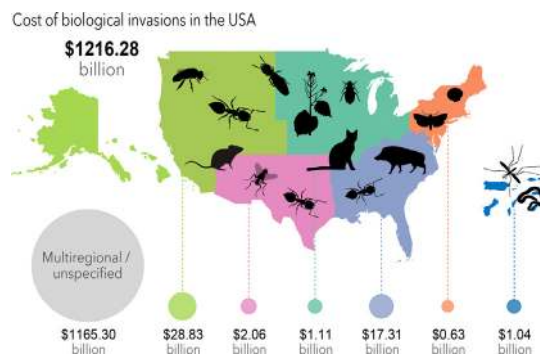 Cost of biological invasions in the USA
$1216.28
billion
Multiregional /
unspecified
$1165.30
billion
$28.83
billion
$2.06
billion
$1.11
billion
$17.31
billion
$0.63
billion
$1.04
billion